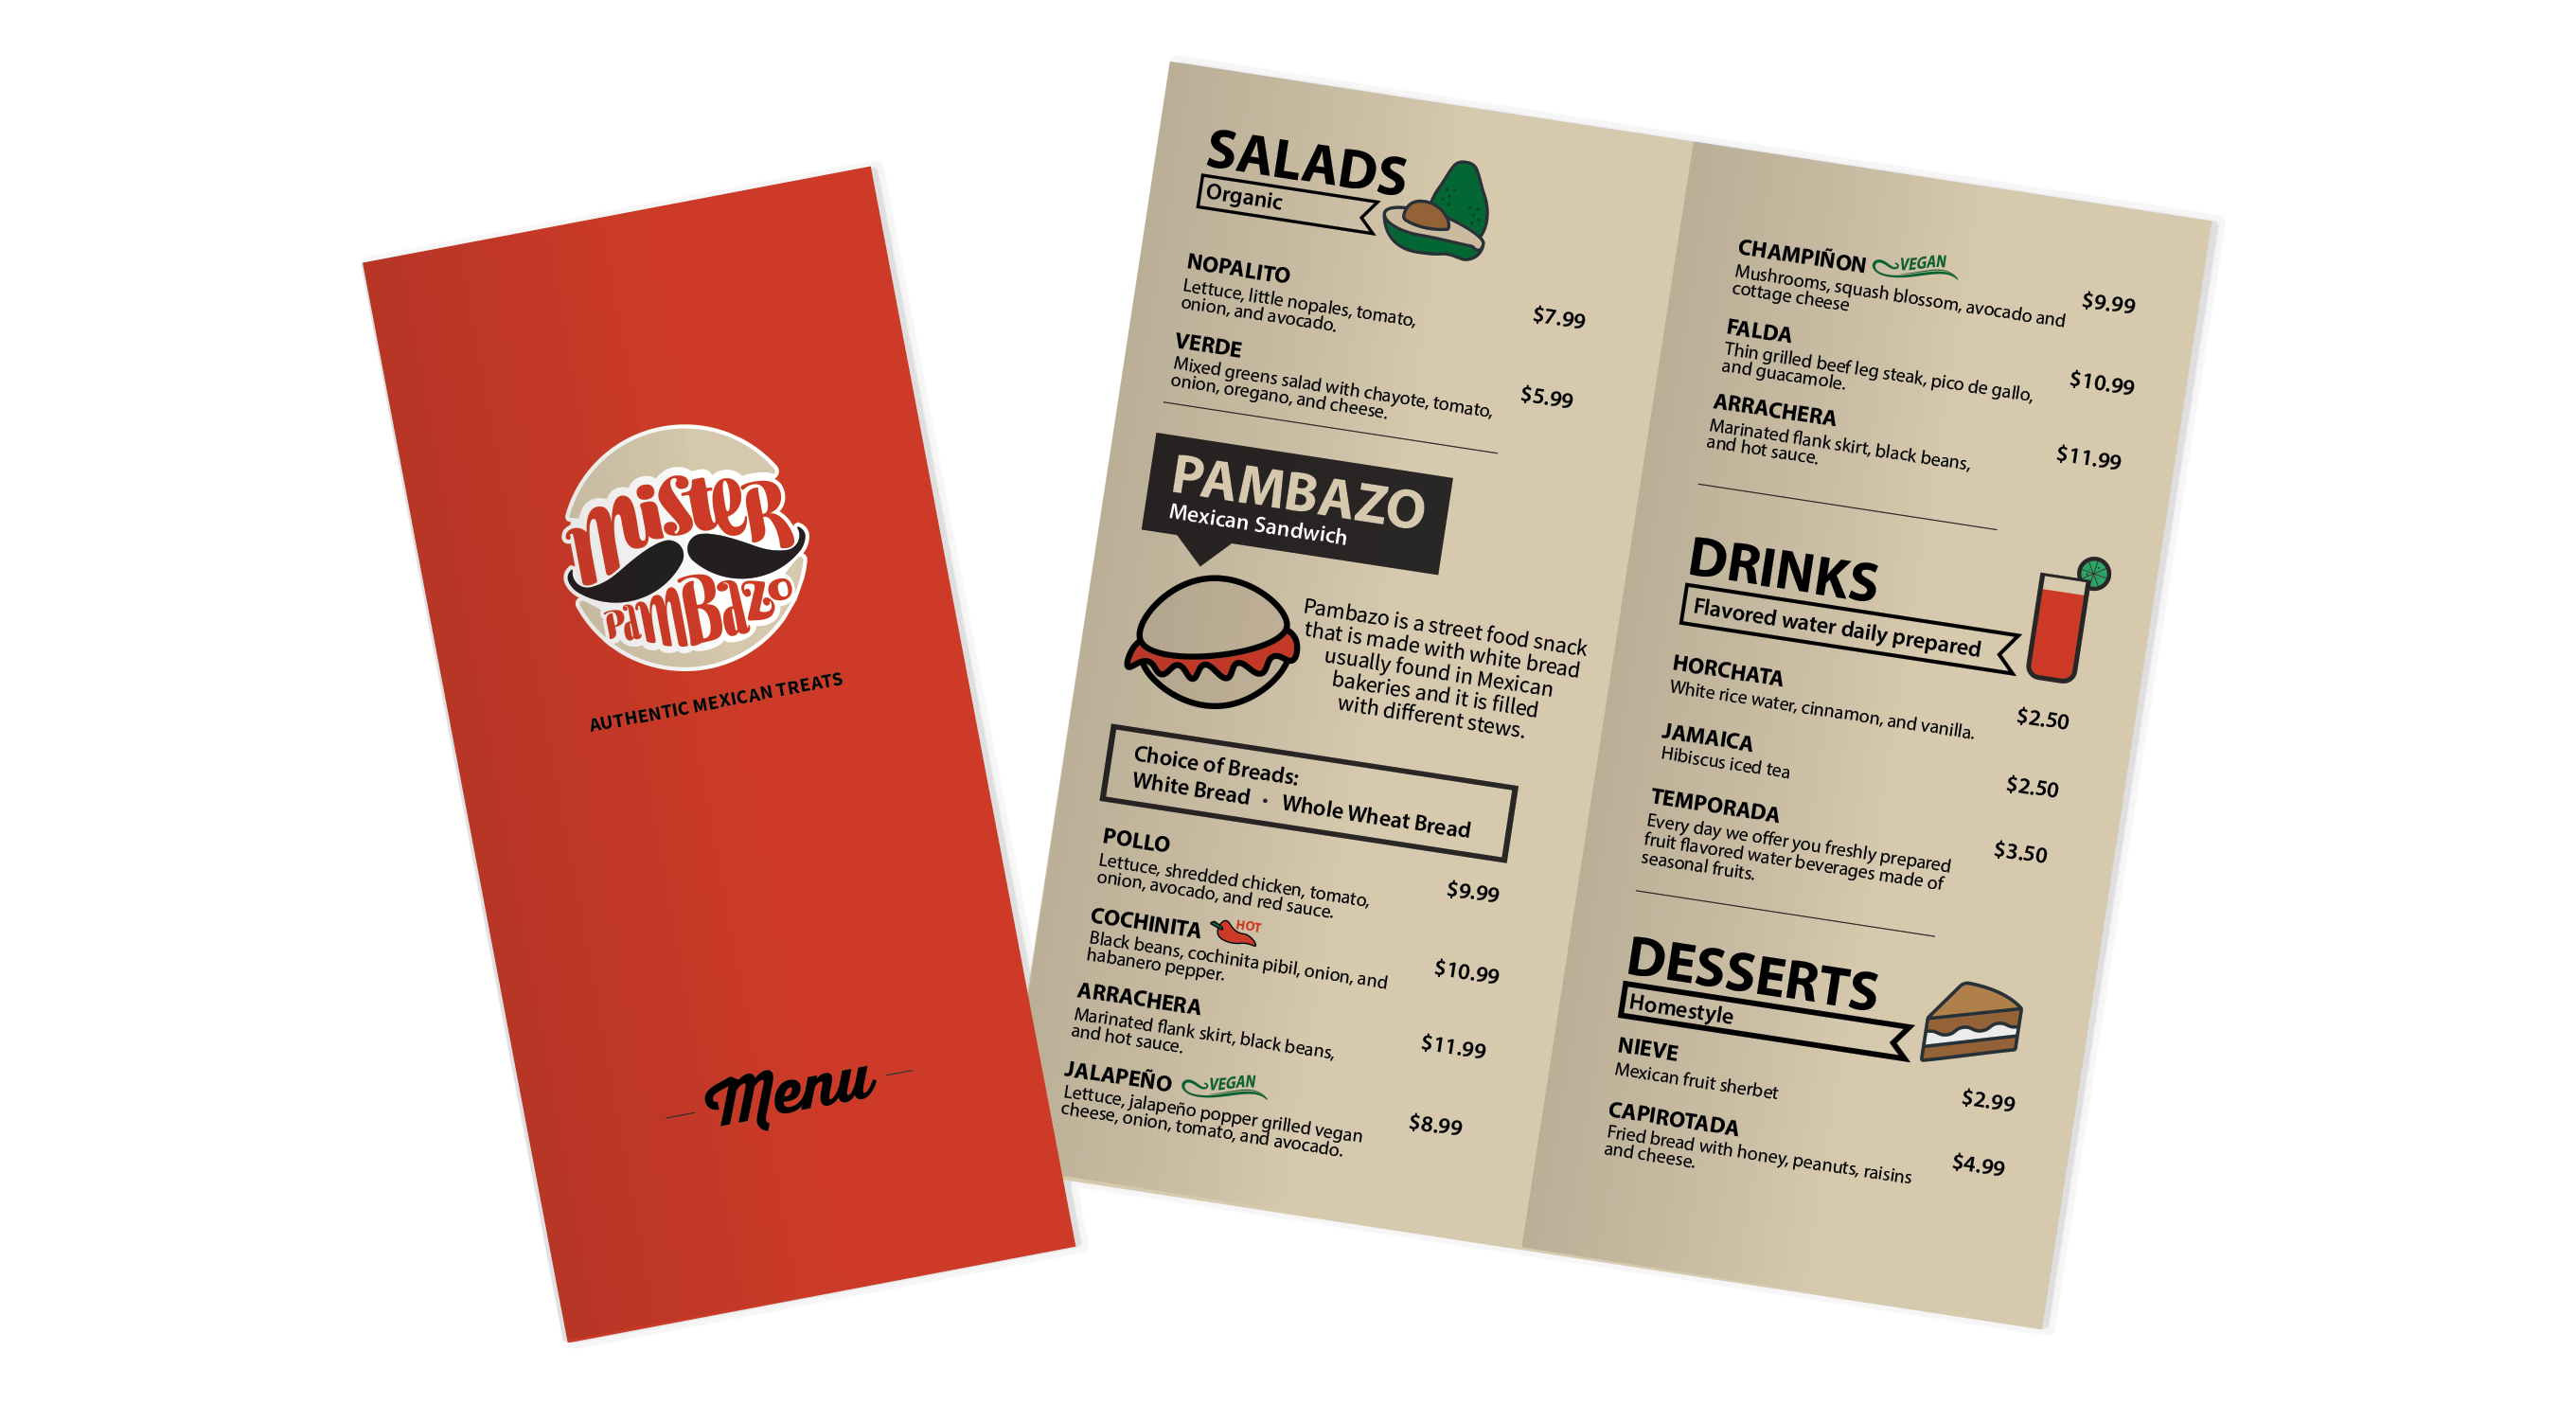 Mister
Pambazo
AUTHENTIC MEXICAN TREATS
Menu
SALADS
Organic
NOPALITO
Lettuce, little nopales, tomato,
onion, and avocado.
$7.99
VERDE
Mixed greens salad with chayote, tomato,
onion, oregano, and cheese.
$5.99
PAMBAZO
Mexican Sandwich
Pambazo is a street food snack
that is made with white bread
usually found in Mexican
bakeries and it is filled
with different stews.
Choice of Breads:
White Bread · Whole Wheat Bread
POLLO
Lettuce, shredded chicken, tomato,
onion, avocado, and red sauce.
$9.99
COCHINITA HOT
Black beans, cochinita pibil, onion, and
habanero pepper.
$10.99
ARRACHERA
Marinated flank skirt, black beans,
and hot sauce.
$11.99
JALAPEÑO VEGAN
Lettuce, jalapeño popper grilled vegan
cheese, onion, tomato, and avocado.
$8.99
CHAMPIÑON VEGAN
Mushrooms, squash blossom, avocado and
cottage cheese
$9.99
FALDA
Thin grilled beef leg steak, pico de gallo,
and guacamole.
$10.99
ARRACHERA
Marinated flank skirt, black beans,
and hot sauce.
$11.99
DRINKS
Flavored water daily prepared
HORCHATA
White rice water, cinnamon, and vanilla.
$2.50
JAMAICA
Hibiscus iced tea
$2.50
TEMPORADA
Every day we offer you freshly prepared
fruit flavored water beverages made of
seasonal fruits.
$3.50
DESSERTS
Homestyle
NIEVE
Mexican fruit sherbet
$2.99
CAPIROTADA
Fried bread with honey, peanuts, raisins
and cheese.
$4.99